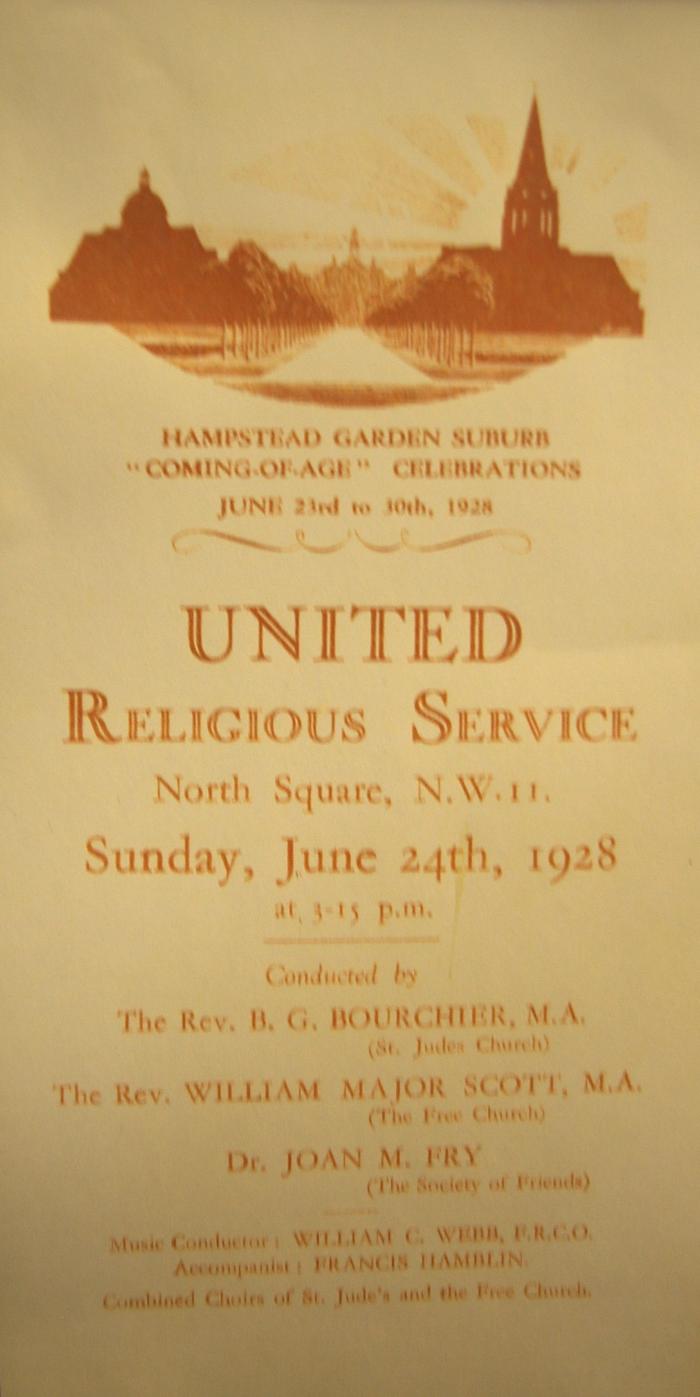 HAMPSTEAD GARDEN SUBURB
"COMING-OF-AGE" CELEBRATIONS
JUNE 23rd to 30th, 1928
UNITED
RELIGIOUS SERVICE
North Square, N.W.11.
Sunday, June 24th, 1928
at 3-15 p.m.
Conducted by
The Rev. B. G. BOURCHIER, M.A.
(St. Judes Church)
The Rev. WILLIAM MAJOR SCOTT, M.A.
(The Free Church)
Dr. JOAN M. FRY
(The Society of Friends)
Music Conductor: WILLIAM C. WEBB, F.R.C.O.
Accompanist: FRANCIS HAMBLIN.
Combined Choirs of St. Jude's and the Free Church.